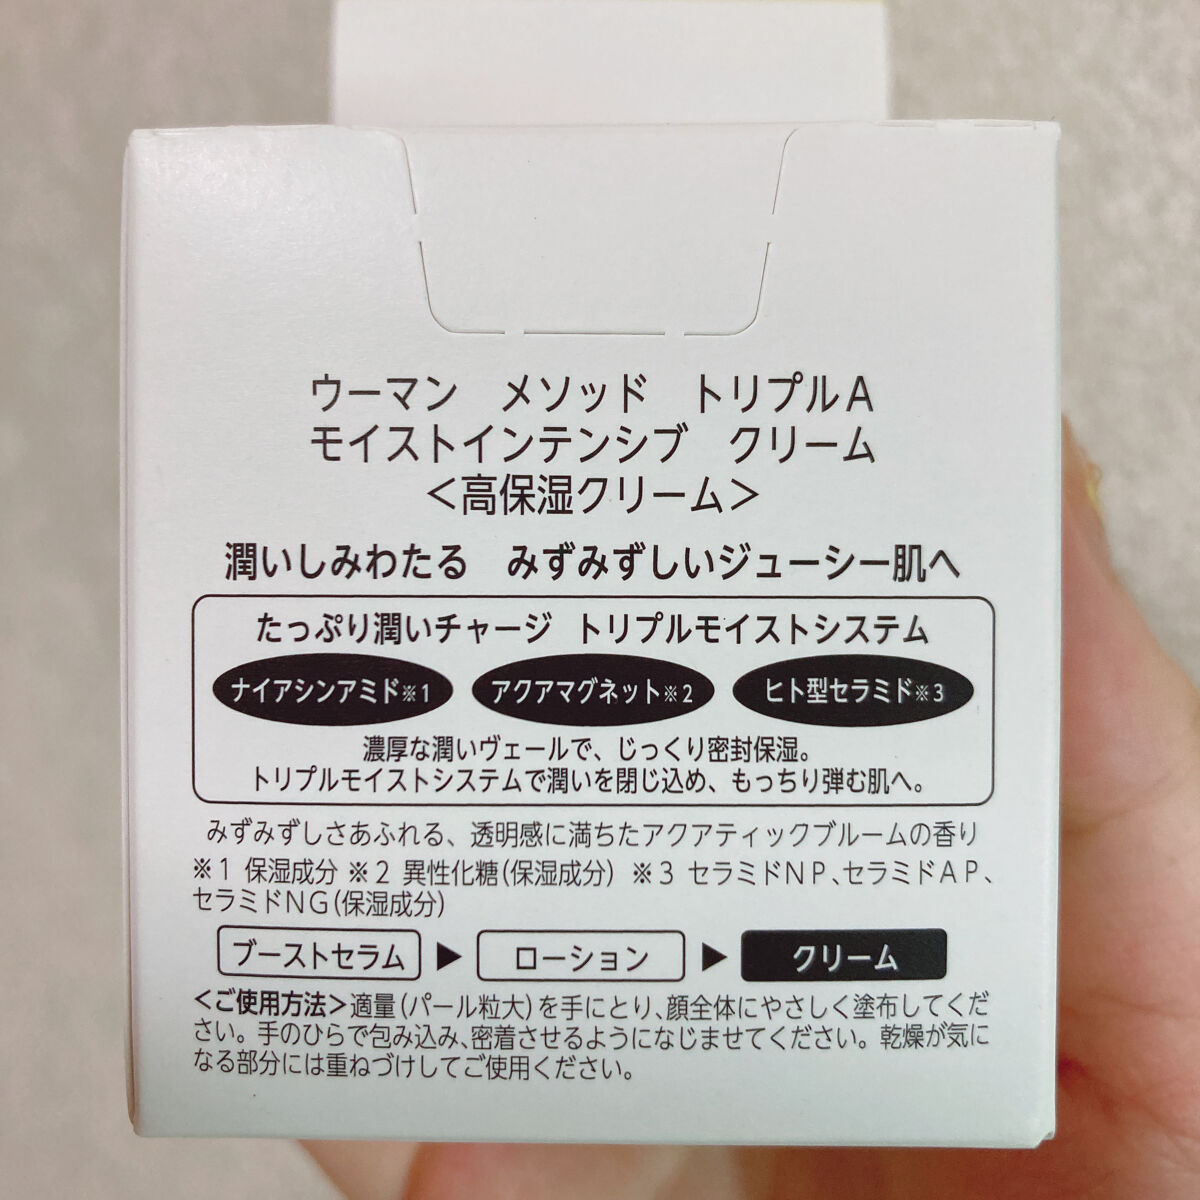 ウーマン　メソッド　トリプルA
モイストインテンシブ　クリーム
＜高保湿クリーム＞
潤いしみわたる　みずみずしいジューシー肌へ
たっぷり潤いチャージ　トリプルモイストシステム
ナイアシンアミド※1　アクアマグネット※2　ヒト型セラミド※3
濃厚な潤いヴェールで、じっくり密封保湿。
トリプルモイストシステムで潤いを閉じ込め、もっちり弾む肌へ。
みずみずしさあふれる、透明感に満ちたアクアティックブルームの香り
※1 保湿成分 ※2 異性化糖(保湿成分) ※3 セラミドNP、セラミドAP、
セラミドNG(保湿成分)
ブーストセラム ▶ ローション ▶ クリーム
＜ご使用方法＞適量(パール粒大)を手にとり、顔全体にやさしく塗布してくだ
さい。手のひらで包み込み、密着させるようになじませてください。乾燥が気に
なる部分には重ねづけしてご使用ください。